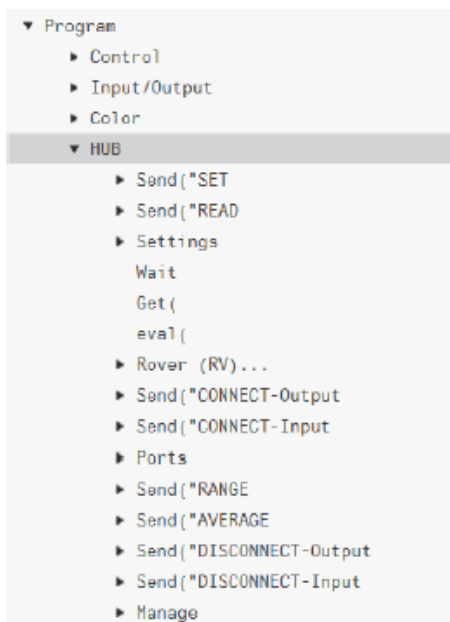 Program
Control
Input/Output
Color
HUB
Send("SET
Send("READ
Settings
Wait
Get(
eval(
Rover (RV)...
Send("CONNECT-Output
Send("CONNECT-Input
Ports
Send("RANGE
Send("AVERAGE
Send("DISCONNECT-Output
Send("DISCONNECT-Input
Manage